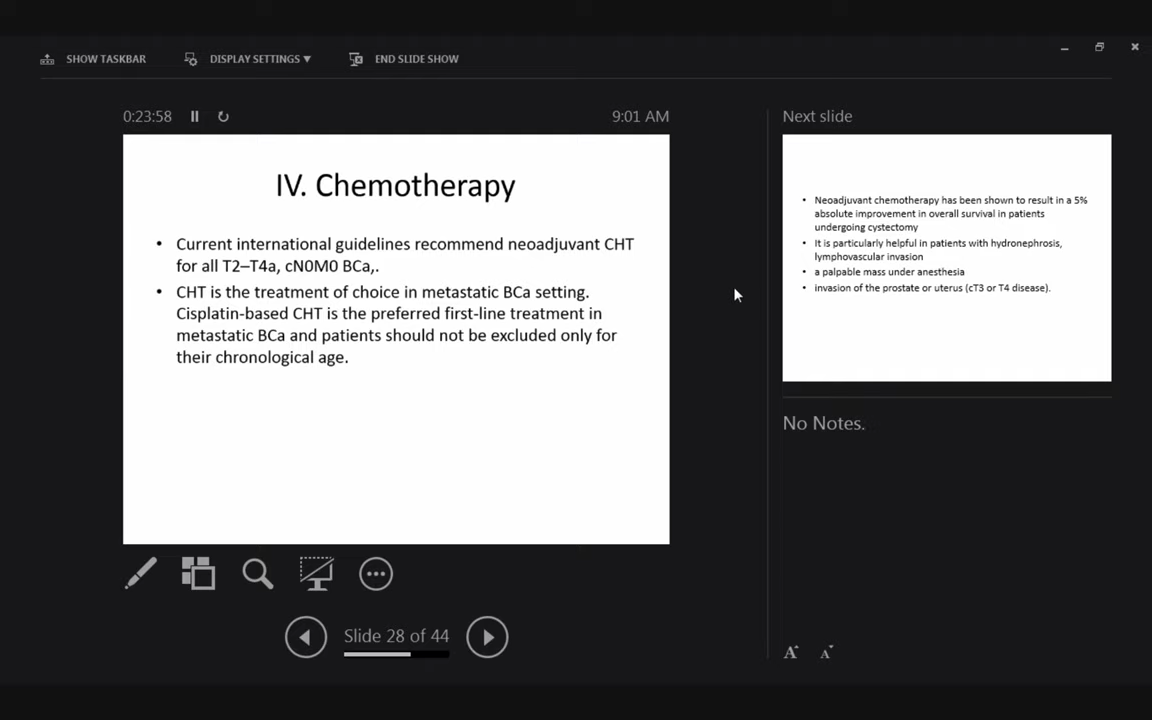 SHOW TASKBAR
DISPLAY SETTINGS ▾
END SLIDE SHOW
0:23:58
9:01 AM
IV. Chemotherapy
• Current international guidelines recommend neoadjuvant CHT
for all T2–T4a, cN0M0 BCa,.
• CHT is the treatment of choice in metastatic BCa setting.
Cisplatin-based CHT is the preferred first-line treatment in
metastatic BCa and patients should not be excluded only for
their chronological age.
Slide 28 of 44
Next slide
• Neoadjuvant chemotherapy has been shown to result in a 5%
absolute improvement in overall survival in patients
undergoing cystectomy
• It is particularly helpful in patients with hydronephrosis,
lymphovascular invasion
• a palpable mass under anesthesia
• invasion of the prostate or uterus (cT3 or T4 disease).
No Notes.
A A